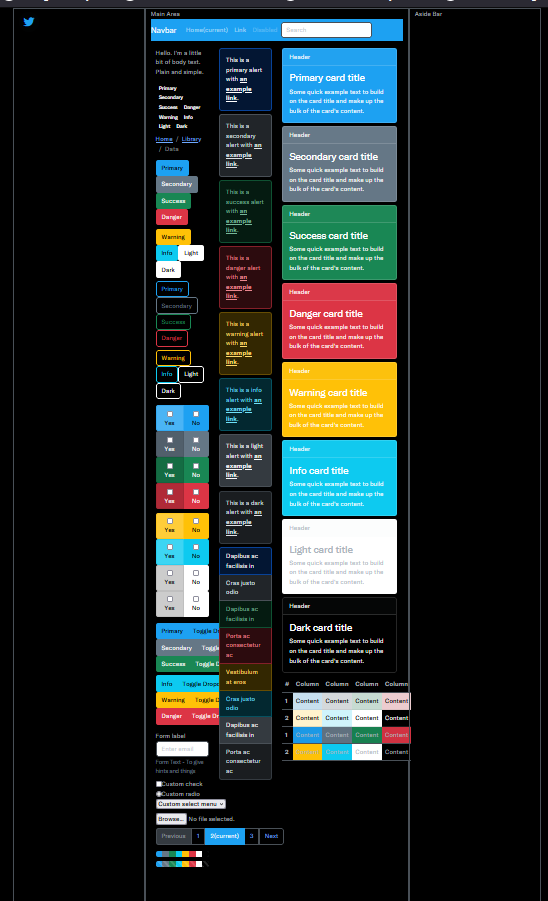 Main Area
Aside Bar
Navbar Home(current) Link Disabled Search
Hello. I'm a little
bit of body text.
Plain and simple.
Primary
Secondary
Success Danger
Warning Info
Light Dark
Home / Library
/ Data
Primary
Secondary
Success
Danger
Warning
Info Light
Dark
Primary
Secondary
Success
Danger
Warning
Info Light
Dark
Yes No
Yes No
Yes No
Yes No
Yes No
Yes No
Yes No
Yes No
Primary Toggle Dro
Secondary Toggle
Success Toggle D
Info Toggle Dropd
Warning Toggle D
Danger Toggle Dr
Form label
Enter email
Form Text - To give
hints and things
Custom check
Custom radio
Custom select menu
Browse... No file selected.
Previous 1 2(current) 3 Next
This is a
primary alert
with an
example
link.
This is a
secondary
alert with an
example
link.
This is a
success alert
with an
example
link.
This is a
danger alert
with an
example
link.
This is a
warning alert
with an
example
link.
This is a info
alert with an
example
link.
This is a light
alert with an
example
link.
This is a dark
alert with an
example
link.
Dapibus ac
facilisis in
Cras justo
odio
Dapibus ac
facilisis in
Porta ac
consectetur
ac
Vestibulum
at eros
Cras justo
odio
Dapibus ac
facilisis in
Porta ac
consectetur
ac
Header
Primary card title
Some quick example text to build
on the card title and make up the
bulk of the card's content.
Header
Secondary card title
Some quick example text to build
on the card title and make up the
bulk of the card's content.
Header
Success card title
Some quick example text to build
on the card title and make up the
bulk of the card's content.
Header
Danger card title
Some quick example text to build
on the card title and make up the
bulk of the card's content.
Header
Warning card title
Some quick example text to build
on the card title and make up the
bulk of the card's content.
Header
Info card title
Some quick example text to build
on the card title and make up the
bulk of the card's content.
Header
Light card title
Some quick example text to build
on the card title and make up the
bulk of the card's content.
Header
Dark card title
Some quick example text to build
on the card title and make up the
bulk of the card's content.
# Column Column Column Column
1 Content Content Content Content
2 Content Content Content Content
1 Content Content Content Content
2 Content Content Content Content